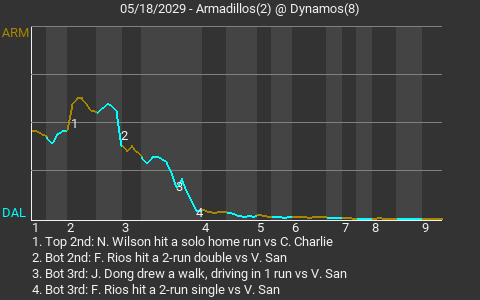 05/18/2029 - Armadillos(2) @ Dynamos(8)
ARM
1
2
3
4
DAL
1 2 3 4 5 6 7 8 9
1. Top 2nd: N. Wilson hit a solo home run vs C. Charlie
2. Bot 2nd: F. Rios hit a 2-run double vs V. San
3. Bot 3rd: J. Dong drew a walk, driving in 1 run vs V. San
4. Bot 3rd: F. Rios hit a 2-run single vs V. San